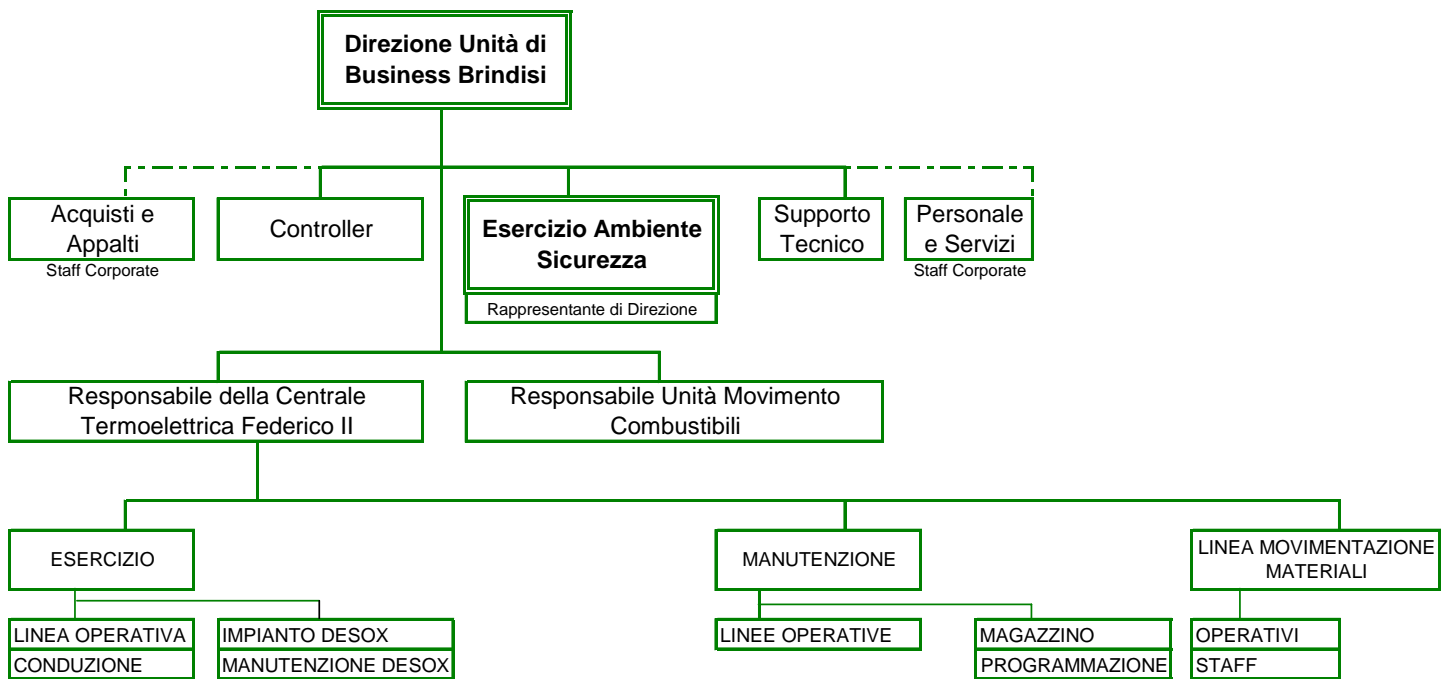 Direzione Unità di
Business Brindisi
Acquisti e
Appalti
Staff Corporate
Controller
Esercizio Ambiente
Sicurezza
Rappresentante di Direzione
Supporto
Tecnico
Personale
e Servizi
Staff Corporate
Responsabile della Centrale
Termoelettrica Federico II
Responsabile Unità Movimento
Combustibili
ESERCIZIO
MANUTENZIONE
LINEA MOVIMENTAZIONE
MATERIALI
LINEA OPERATIVA
CONDUZIONE
IMPIANTO DESOX
MANUTENZIONE DESOX
LINEE OPERATIVE
MAGAZZINO
PROGRAMMAZIONE
OPERATIVI
STAFF